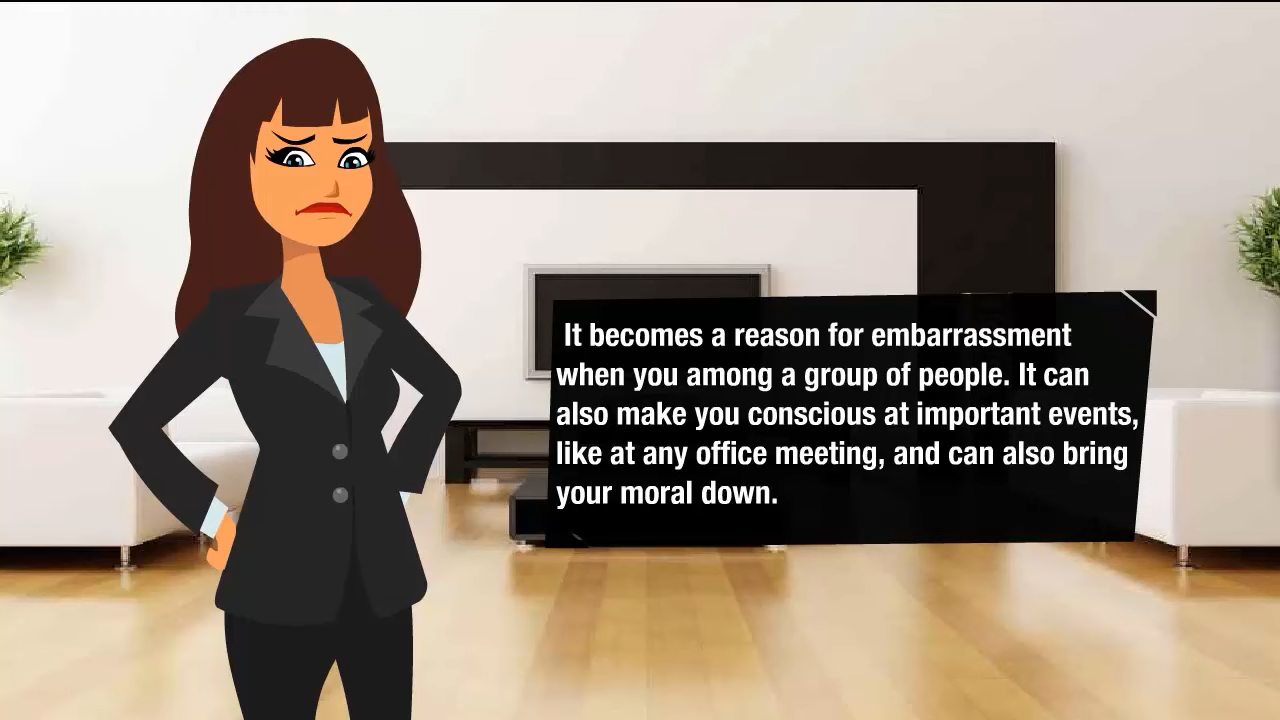 It becomes a reason for embarrassment
when you among a group of people. It can
also make you conscious at important events,
like at any office meeting, and can also bring
your moral down.